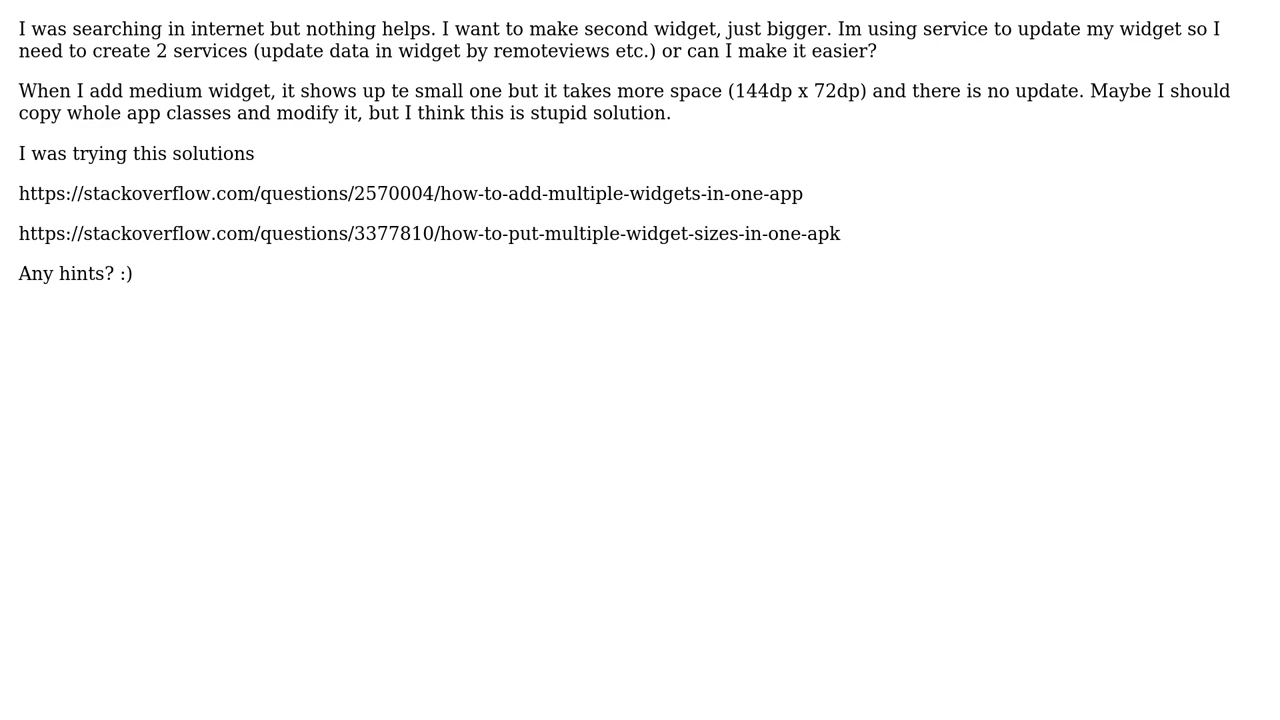 I was searching in internet but nothing helps. I want to make second widget, just bigger. Im using service to update my widget so I
need to create 2 services (update data in widget by remoteviews etc.) or can I make it easier?
When I add medium widget, it shows up te small one but it takes more space (144dp x 72dp) and there is no update. Maybe I should
copy whole app classes and modify it, but I think this is stupid solution.
I was trying this solutions
https://stackoverflow.com/questions/2570004/how-to-add-multiple-widgets-in-one-app
https://stackoverflow.com/questions/3377810/how-to-put-multiple-widget-sizes-in-one-apk
Any hints? :)